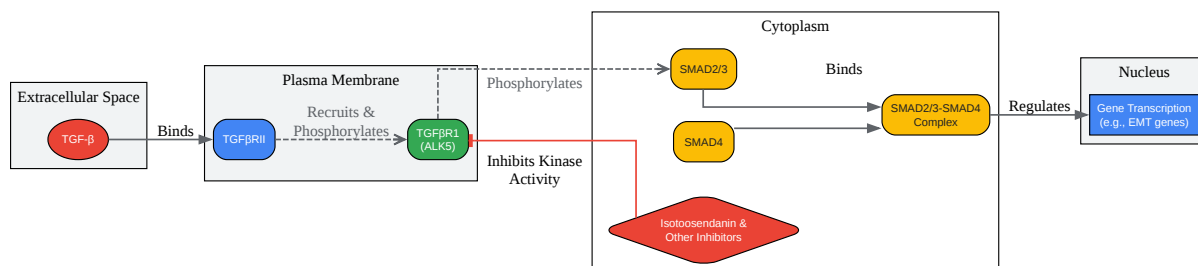 Extracellular Space
TGF-β
Binds
Plasma Membrane
TGFβRII
Recruits &
Phosphorylates
TGFβR1
(ALK5)
Phosphorylates
Inhibits Kinase
Activity
Cytoplasm
SMAD2/3
Binds
SMAD4
SMAD2/3-SMAD4
Complex
Isotoosendanin &
Other Inhibitors
Regulates
Nucleus
Gene Transcription
(e.g., EMT genes)